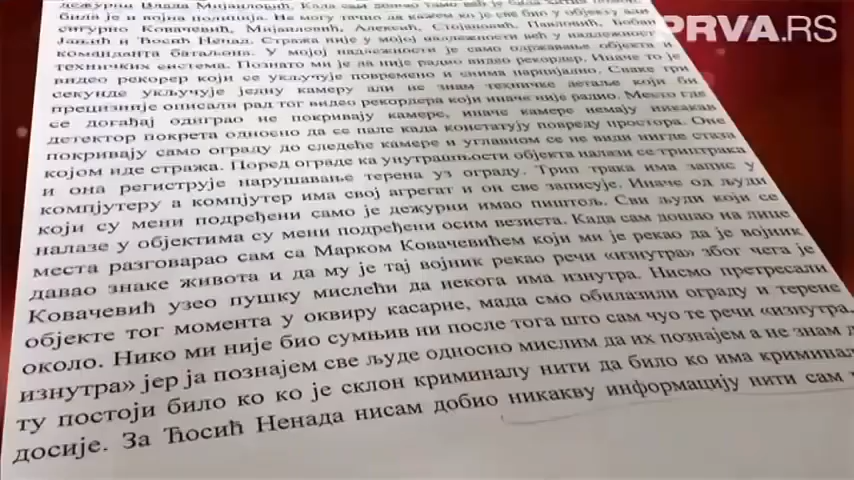 PRVA.RS
дежурни Влада Мијаиловић. Када сам дошао тамо већ је била хитна помоћ,
била је и војна полиција. Не могу тачно да кажем ко је све био у објекту али
сигурно Ковачевић, Мијаиловић, Алексић, Стојановић, Павловић, Бобан
Јанкић и Ћосић Ненад. Стража није у мојој надлежности већ у надлежности
команданта батаљона. У мојој надлежности је само одржавање објекта и
техничких система. Познато ми је да није радио видео рекордер. Иначе то је
видео рекорер који се укључује повремено и снима парцијално. Сваке три
секунде укључује једну камеру али не знам техничке детаље који би
прецизније описали рад тог видео рекордера који иначе није радио. Место где
се догађај одиграо не покривају камере, иначе камере немају никакав
детектор покрета односно да се пале када констатују повреду простора. Оне
покривају само ограду до следеће камере и углавном се не види нигде стаза
којом иде стража. Поред ограде ка унутрашњости објекта налази се триптрака
и она региструје нарушавање терена уз ограду. Трип трака има запис у
компјутеру а компјутер има свој агрегат и он све записује. Иначе од људи
који су мени подређени само је дежурни имао пиштољ. Сви људи који се
налазе у објектима су мени подређени осим везиста. Када сам дошао на лице
места разговарао сам са Марком Ковачевићем који ми је рекао да је војник
давао знаке живота и да му је тај војник рекао речи «изнутра» због чега је
Ковачевић узео пушку мислећи да некога има изнутра. Нисмо претресали
објекте тог момента у оквиру касарне, мада смо обилазили ограду и терене
около. Нико ми није био сумњив ни после тога што сам чуо те речи «изнутра,
изнутра» јер ја познајем све људе односно мислим да их познајем а не знам д
ту постоји било ко ко је склон криминалу нити да било ко има криминал
досије. За Ћосић Ненада нисам добио никакву информацију нити сам